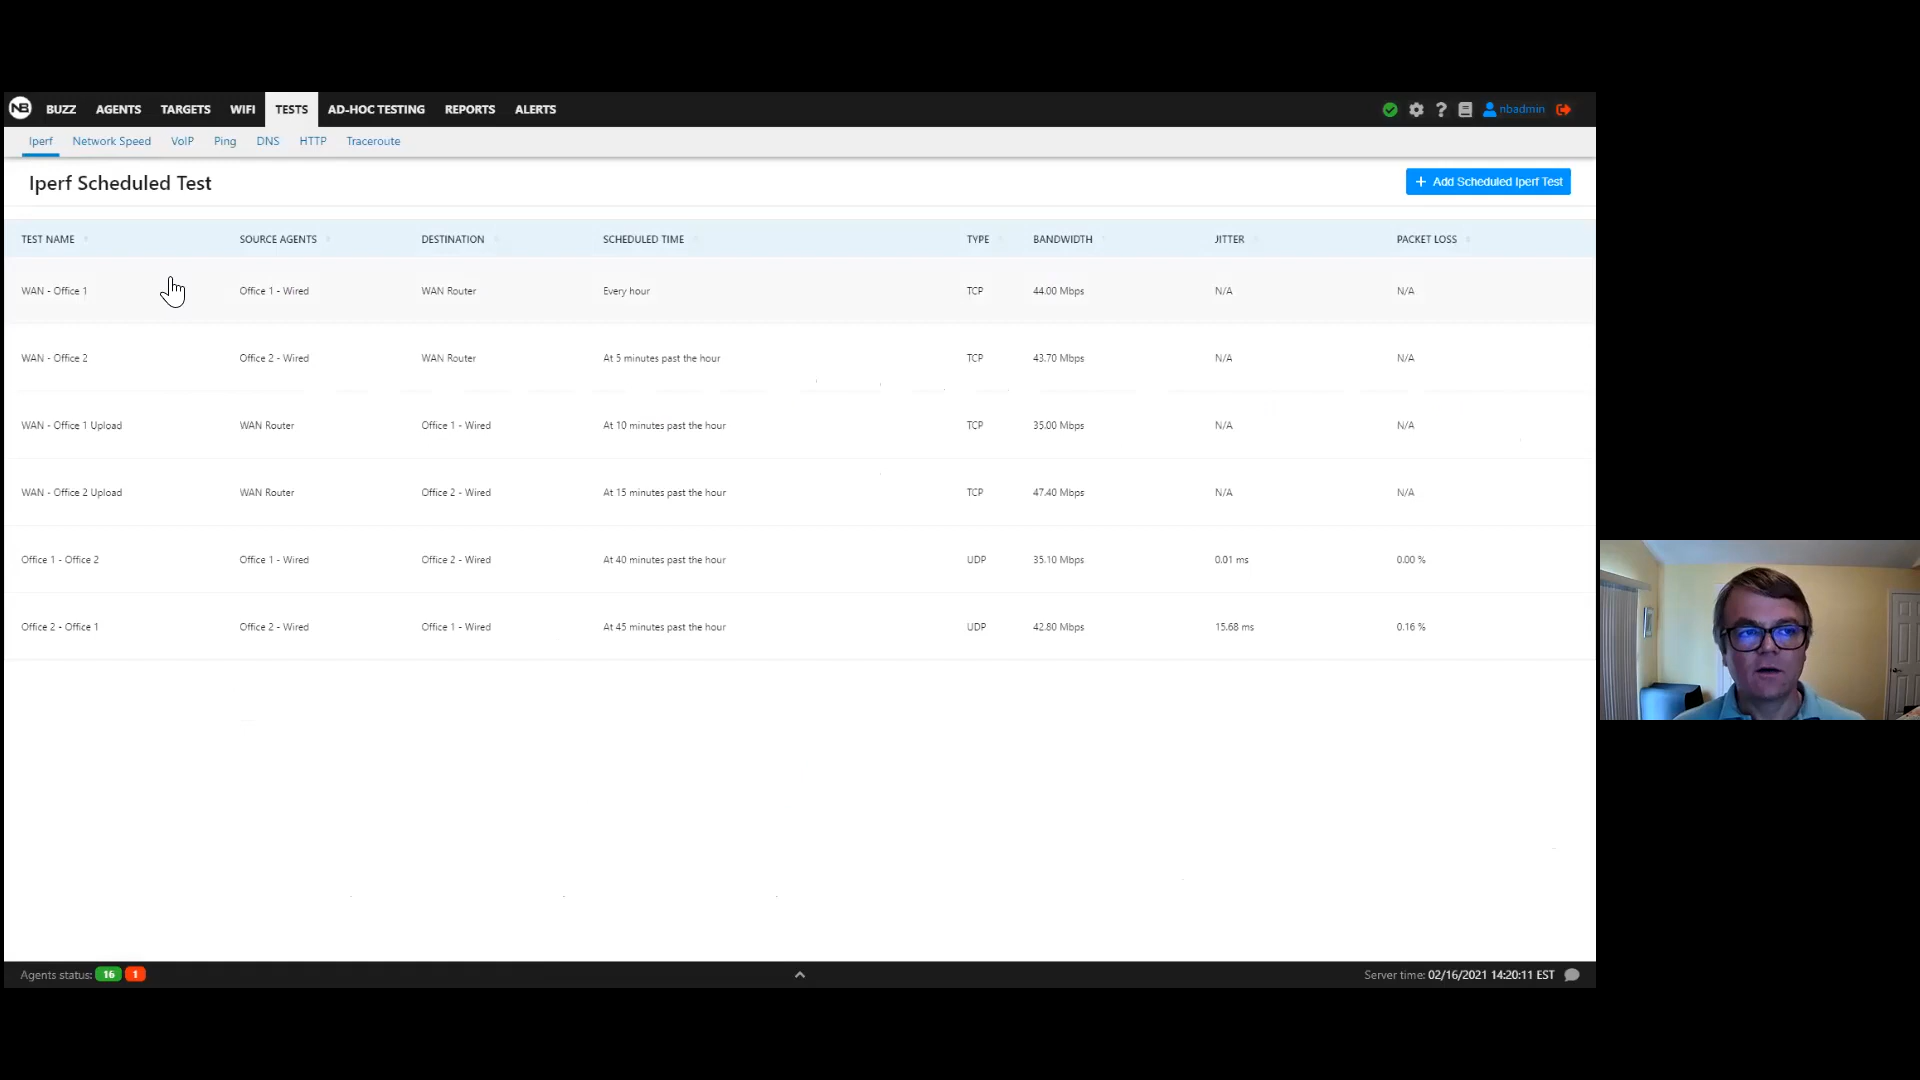 NB BUZZ AGENTS TARGETS WIFI TESTS AD-HOC TESTING REPORTS ALERTS ? nbadmin
Iperf Network Speed VoIP Ping DNS HTTP Traceroute
Iperf Scheduled Test + Add Scheduled Iperf Test
TEST NAME SOURCE AGENTS DESTINATION SCHEDULED TIME TYPE BANDWIDTH JITTER PACKET LOSS
WAN - Office 1 Office 1 - Wired WAN Router Every hour TCP 44.00 Mbps N/A N/A
WAN - Office 2 Office 2 - Wired WAN Router At 5 minutes past the hour TCP 43.70 Mbps N/A N/A
WAN - Office 1 Upload WAN Router Office 1 - Wired At 10 minutes past the hour TCP 35.00 Mbps N/A N/A
WAN - Office 2 Upload WAN Router Office 2 - Wired At 15 minutes past the hour TCP 47.40 Mbps N/A N/A
Office 1 - Office 2 Office 1 - Wired Office 2 - Wired At 40 minutes past the hour UDP 35.10 Mbps 0.01 ms 0.00 %
Office 2 - Office 1 Office 2 - Wired Office 1 - Wired At 45 minutes past the hour UDP 42.80 Mbps 15.68 ms 0.16 %
Agents status: 16 1 Server time: 02/16/2021 14:20:11 EST